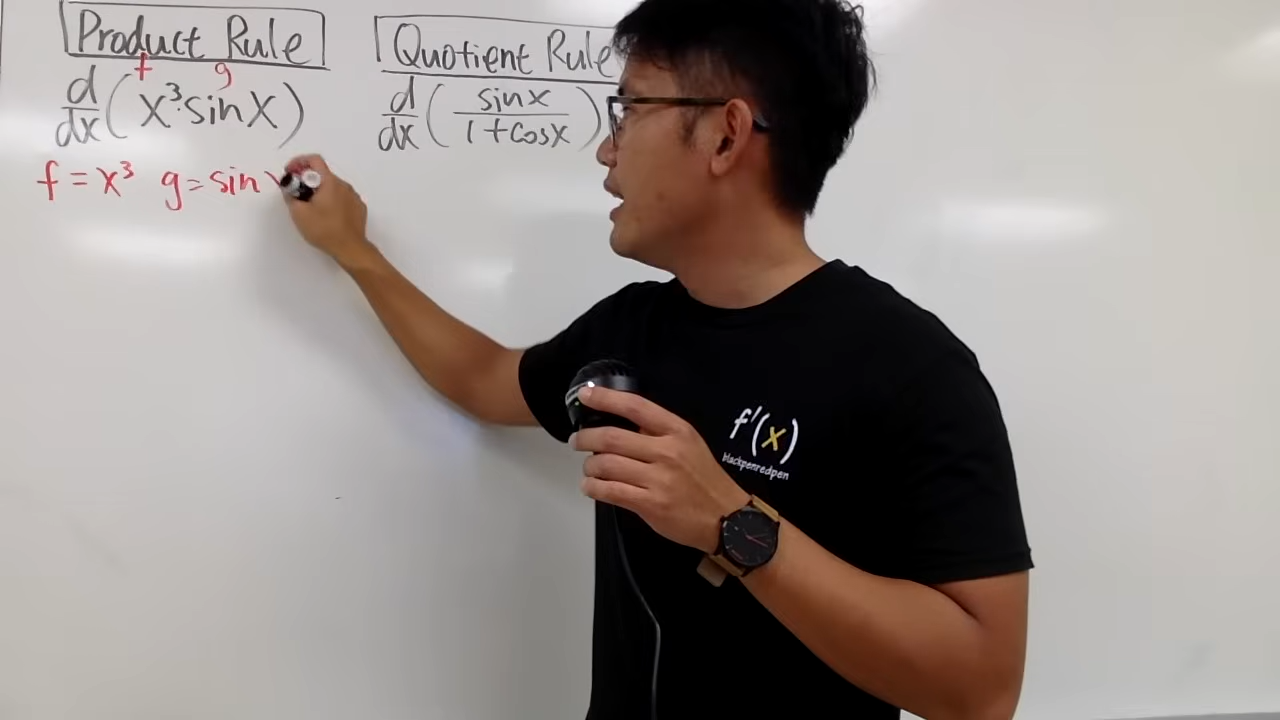 Product Rule
f g
d/dx ( x³·sinx )
f = x³ g = sin x
Quotient Rule
d/dx ( sinx / 1+cosx )
f'(x)
blackpenredpen